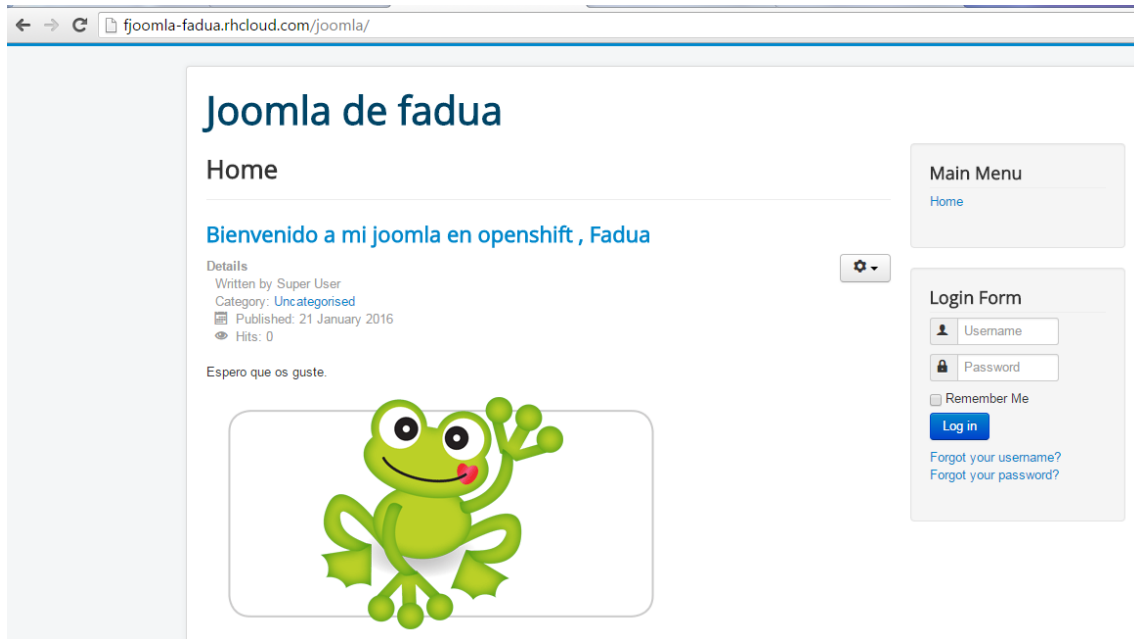 fjoomla-fadua.rhcloud.com/joomla/
Joomla de fadua
Home
Bienvenido a mi joomla en openshift , Fadua
Details
Written by Super User
Category: Uncategorised
Published: 21 January 2016
Hits: 0
Espero que os guste.
Main Menu
Home
Login Form
Username
Password
Remember Me
Log in
Forgot your username?
Forgot your password?